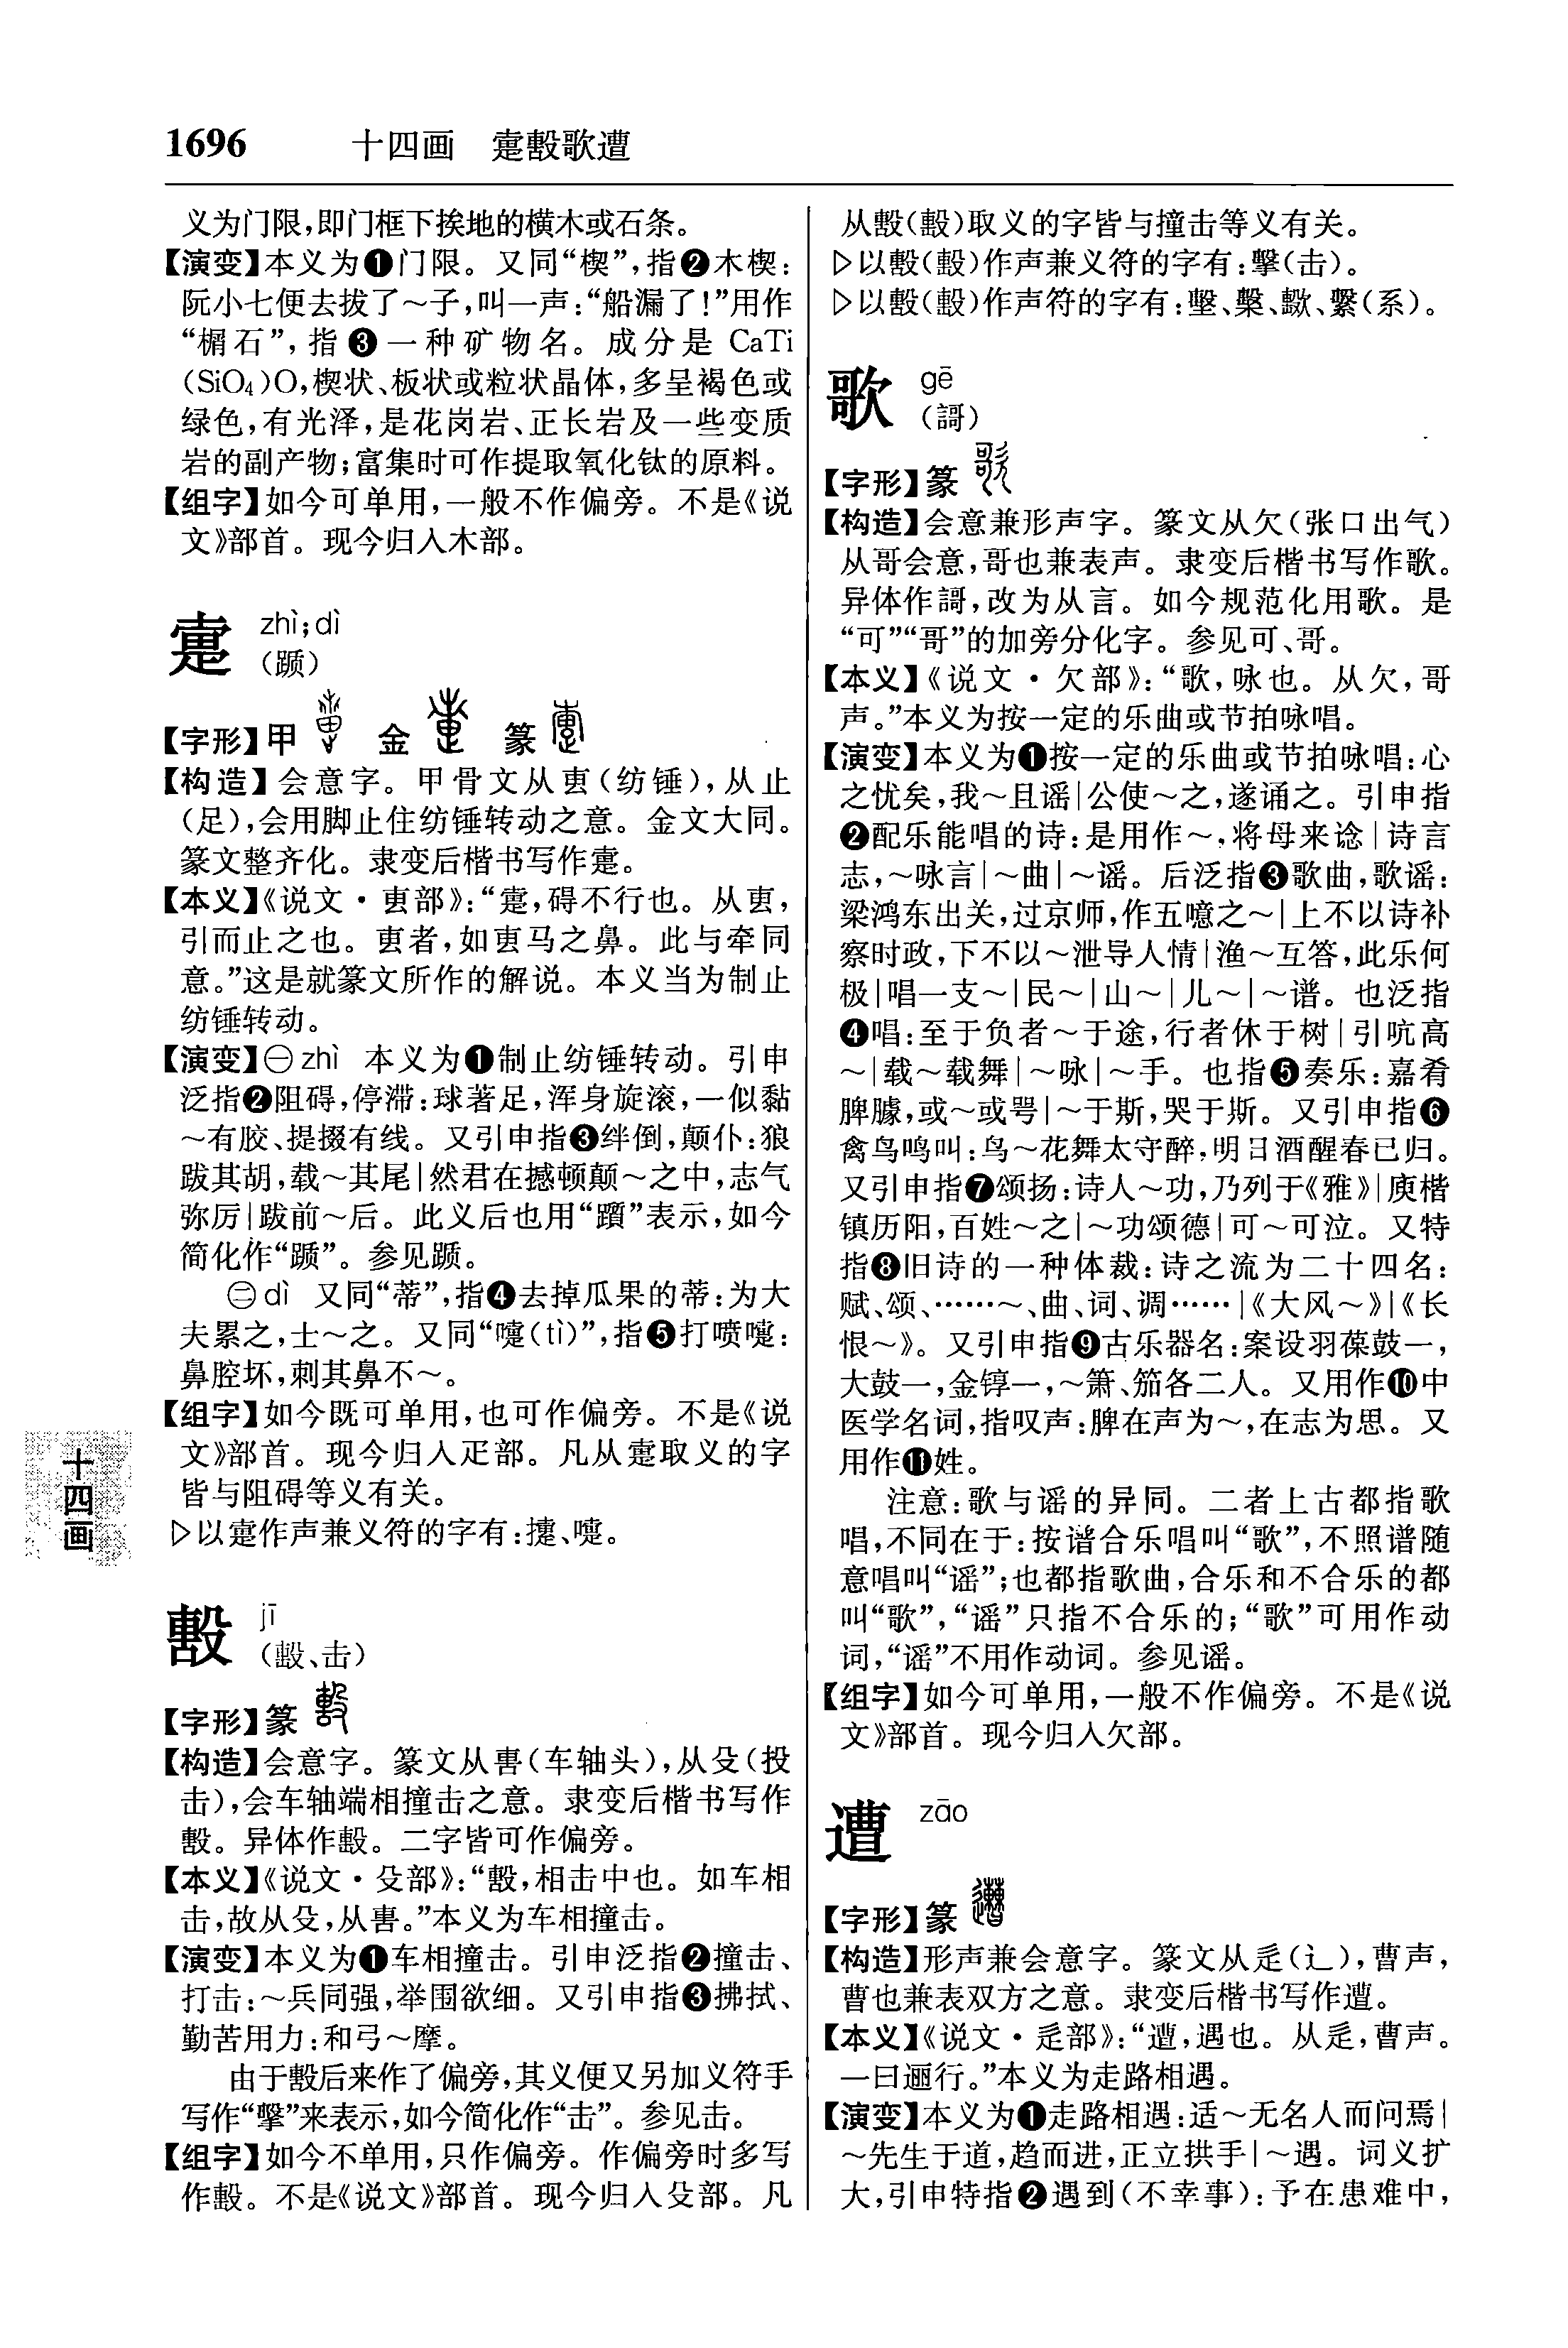 1696 十四画 疐毄歌遭
义为门限,即门框下挨地的横木或石条。
【演变】本义为❶门限。又同“楔”,指❷木楔:
阮小七便去拔了～子,叫一声:“船漏了!”用作
“榍石”,指❸一种矿物名。成分是 CaTi
(SiO₄)O,楔状、板状或粒状晶体,多呈褐色或
绿色,有光泽,是花岗岩、正长岩及一些变质
岩的副产物;富集时可作提取氧化钛的原料。
【组字】如今可单用,一般不作偏旁。不是《说
文》部首。现今归入木部。
疐 zhì;dì
(踬)
【字形】甲 金 篆
【构造】会意字。甲骨文从叀(纺锤),从止
(足),会用脚止住纺锤转动之意。金文大同。
篆文整齐化。隶变后楷书写作疐。
【本义】《说文·叀部》:“疐,碍不行也。从叀,
引而止之也。叀者,如叀马之鼻。此与牵同
意。”这是就篆文所作的解说。本义当为制止
纺锤转动。
【演变】㊀zhì 本义为❶制止纺锤转动。引申
泛指❷阻碍,停滞:球著足,浑身旋滚,一似黏
～有胶、提掇有线。又引申指❸绊倒,颠仆:狼
跋其胡,载～其尾|然君在撼顿颠～之中,志气
弥厉|跋前～后。此义后也用“躓”表示,如今
简化作“踬”。参见踬。
㊁dì 又同“蒂”,指❹去掉瓜果的蒂:为大
夫累之,士～之。又同“嚏(tì)”,指❺打喷嚏:
鼻腔坏,刺其鼻不～。
【组字】如今既可单用,也可作偏旁。不是《说
文》部首。现今归入疋部。凡从疐取义的字
皆与阻碍等义有关。
▷以疐作声兼义符的字有:㨖、嚏。
毄 jī
(㲃、击)
【字形】篆
【构造】会意字。篆文从軎(车轴头),从殳(投
击),会车轴端相撞击之意。隶变后楷书写作
毄。异体作㲃。二字皆可作偏旁。
【本义】《说文·殳部》:“毄,相击中也。如车相
击,故从殳,从軎。”本义为车相撞击。
【演变】本义为❶车相撞击。引申泛指❷撞击、
打击:～兵同强,举围欲细。又引申指❸拂拭、
勤苦用力:和弓～摩。
由于毄后来作了偏旁,其义便又另加义符手
写作“擊”来表示,如今简化作“击”。参见击。
【组字】如今不单用,只作偏旁。作偏旁时多写
作㲃。不是《说文》部首。现今归入殳部。凡
十四画
从毄(㲃)取义的字皆与撞击等义有关。
▷以毄(㲃)作声兼义符的字有:擊(击)。
▷以毄(㲃)作声符的字有:墼、檕、繫(系)。
歌 gē
(謌)
【字形】篆
【构造】会意兼形声字。篆文从欠(张口出气)
从哥会意,哥也兼表声。隶变后楷书写作歌。
异体作謌,改为从言。如今规范化用歌。是
“可”“哥”的加旁分化字。参见可、哥。
【本义】《说文·欠部》:“歌,咏也。从欠,哥
声。”本义为按一定的乐曲或节拍咏唱。
【演变】本义为❶按一定的乐曲或节拍咏唱:心
之忧矣,我～且谣|公使～之,遂诵之。引申指
❷配乐能唱的诗:是用作～,将母来谂|诗言
志,～咏言|～曲|～谣。后泛指❸歌曲,歌谣:
梁鸿东出关,过京师,作五噫之～|上不以诗补
察时政,下不以～泄导人情|渔～互答,此乐何
极|唱一支～|民～|山～|儿～|～谱。也泛指
❹唱:至于负者～于途,行者休于树|引吭高
～|载～载舞|～咏|～手。也指❺奏乐:嘉肴
脾臄,或～或咢|～于斯,哭于斯。又引申指❻
禽鸟鸣叫:鸟～花舞太守醉,明日酒醒春已归。
又引申指❼颂扬:诗人～功,乃列于《雅》|庾楷
镇历阳,百姓～之|～功颂德|可～可泣。又特
指❽旧诗的一种体裁:诗之流为二十四名:
赋、颂、……～、曲、词、调……|《大风～》|《长
恨～》。又引申指❾古乐器名:案设羽葆鼓一,
大鼓一,金錞一,～箫、笳各二人。又用作❿中
医学名词,指叹声:脾在声为～,在志为思。又
用作⓫姓。
注意:歌与谣的异同。二者上古都指歌
唱,不同在于:按谱合乐唱叫“歌”,不照谱随
意唱叫“谣”;也都指歌曲,合乐和不合乐的都
叫“歌”,“谣”只指不合乐的;“歌”可用作动
词,“谣”不用作动词。参见谣。
【组字】如今可单用,一般不作偏旁。不是《说
文》部首。现今归入欠部。
遭 zāo
【字形】篆
【构造】形声兼会意字。篆文从辵(辶),曹声,
曹也兼表双方之意。隶变后楷书写作遭。
【本义】《说文·辵部》:“遭,遇也。从辵,曹声。
一曰逦行。”本义为走路相遇。
【演变】本义为❶走路相遇:适～无名人而问焉|
～先生于道,趋而进,正立拱手|～遇。词义扩
大,引申特指❷遇到(不幸事):予在患难中,